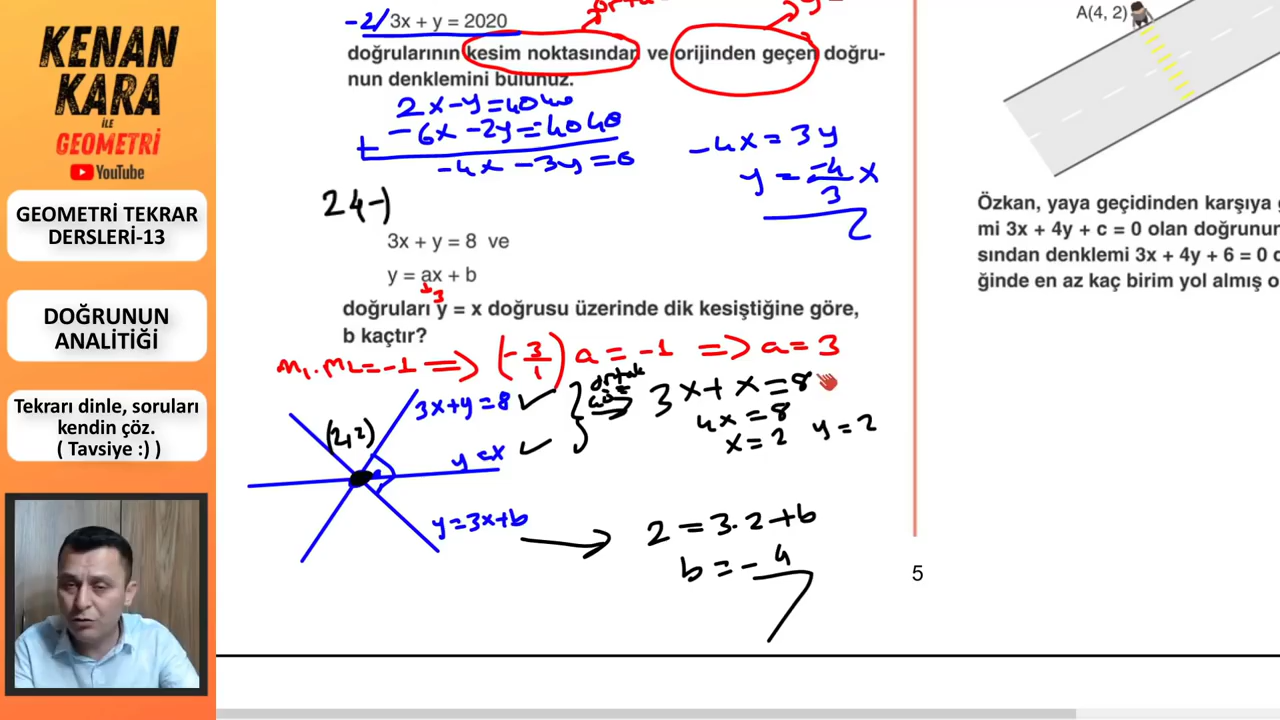 KENAN
KARA
İLE
GEOMETRİ
YouTube
GEOMETRİ TEKRAR
DERSLERİ-13
DOĞRUNUN
ANALİTİĞİ
Tekrarı dinle, soruları
kendin çöz.
( Tavsiye :) )
-2/ 3x + y = 2020
doğrularının kesim noktasından ve orijinden geçen doğru-
nun denklemini bulunuz.
2x-y=4040
+ -6x-2y=-4040
-4x-3y=0
-4x=3y
y = -4/3 x
24-)
3x + y = 8 ve
y = ax + b
doğruları y = x doğrusu üzerinde dik kesiştiğine göre,
b kaçtır?
m₁.m₂=-1 => (-3/1) a = -1 => a = 3
3x+y=8
y=x
y=3x+b
(2,2)
ortak
3x+x=8
4x=8
x=2 y=2
2=3.2+b
b=-4
5
A(4, 2)
Özkan, yaya geçidinden karşıya
mi 3x + 4y + c = 0 olan doğrunun
sından denklemi 3x + 4y + 6 = 0
ğinde en az kaç birim yol almış